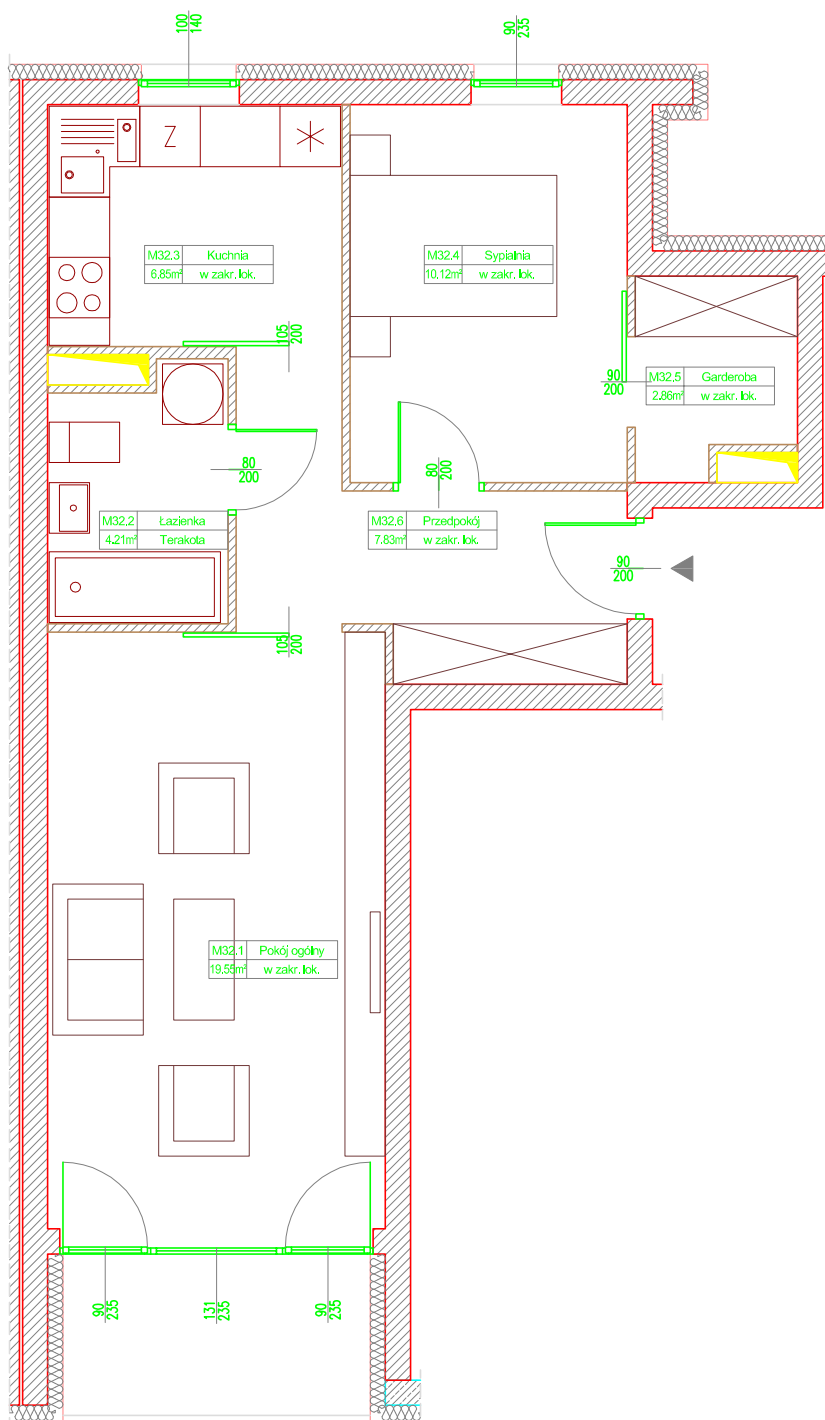 100
140
90
235
Z
M32.3 Kuchnia
6.85m² w zakr. lok.
M32.4 Sypialnia
10.12m² w zakr. lok.
105
200
90
200
M32.5 Garderoba
2.86m² w zakr. lok.
80
200
80
200
M32.2 Łazienka
4.21m² Terakota
M32.6 Przedpokój
7.83m² w zakr. lok.
90
200
105
200
M32.1 Pokój ogólny
19.55m² w zakr. lok.
90
235
131
235
90
235